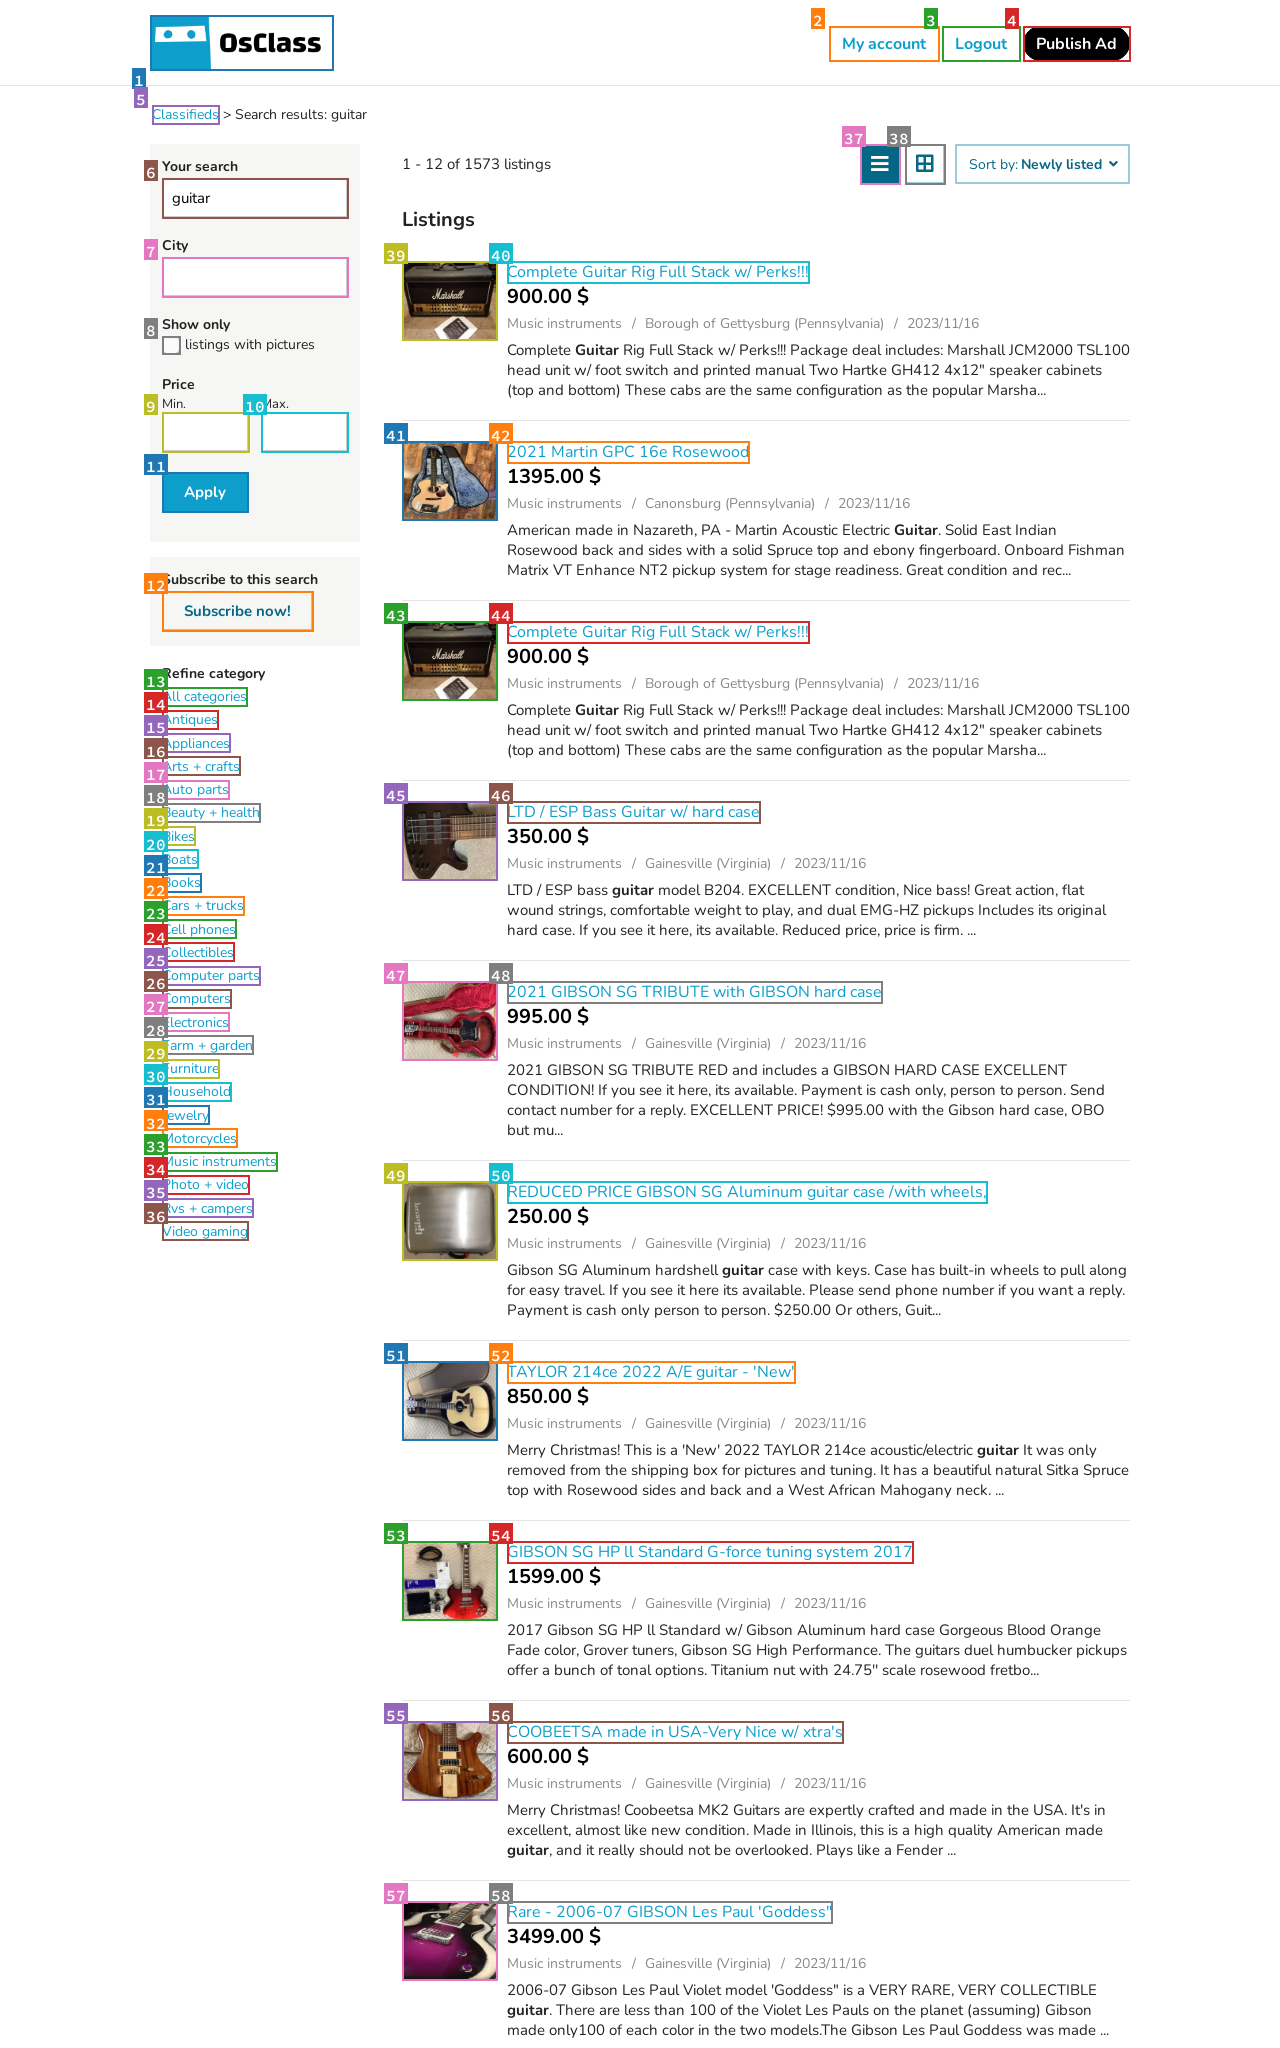 OsClass
1
2
My account
3
Logout
4
Publish Ad
5
Classifieds > Search results: guitar
6
Your search
guitar
7
City
8
Show only
listings with pictures
Price
9
Min.
10
Max.
11
Apply
12
Subscribe to this search
Subscribe now!
Refine category
13
All categories
14
Antiques
15
Appliances
16
Arts + crafts
17
Auto parts
18
Beauty + health
19
Bikes
20
Boats
21
Books
22
Cars + trucks
23
Cell phones
24
Collectibles
25
Computer parts
26
Computers
27
Electronics
28
Farm + garden
29
Furniture
30
Household
31
Jewelry
32
Motorcycles
33
Music instruments
34
Photo + video
35
Rvs + campers
36
Video gaming
1 - 12 of 1573 listings
37
38
Sort by: Newly listed
Listings
39
Marshall
40
Complete Guitar Rig Full Stack w/ Perks!!!
900.00 $
Music instruments / Borough of Gettysburg (Pennsylvania) / 2023/11/16
Complete Guitar Rig Full Stack w/ Perks!!! Package deal includes: Marshall JCM2000 TSL100
head unit w/ foot switch and printed manual Two Hartke GH412 4x12" speaker cabinets
(top and bottom) These cabs are the same configuration as the popular Marsha...
41
42
2021 Martin GPC 16e Rosewood
1395.00 $
Music instruments / Canonsburg (Pennsylvania) / 2023/11/16
American made in Nazareth, PA - Martin Acoustic Electric Guitar. Solid East Indian
Rosewood back and sides with a solid Spruce top and ebony fingerboard. Onboard Fishman
Matrix VT Enhance NT2 pickup system for stage readiness. Great condition and rec...
43
Marshall
44
Complete Guitar Rig Full Stack w/ Perks!!!
900.00 $
Music instruments / Borough of Gettysburg (Pennsylvania) / 2023/11/16
Complete Guitar Rig Full Stack w/ Perks!!! Package deal includes: Marshall JCM2000 TSL100
head unit w/ foot switch and printed manual Two Hartke GH412 4x12" speaker cabinets
(top and bottom) These cabs are the same configuration as the popular Marsha...
45
46
LTD / ESP Bass Guitar w/ hard case
350.00 $
Music instruments / Gainesville (Virginia) / 2023/11/16
LTD / ESP bass guitar model B204. EXCELLENT condition, Nice bass! Great action, flat
wound strings, comfortable weight to play, and dual EMG-HZ pickups Includes its original
hard case. If you see it here, its available. Reduced price, price is firm. ...
47
48
2021 GIBSON SG TRIBUTE with GIBSON hard case
995.00 $
Music instruments / Gainesville (Virginia) / 2023/11/16
2021 GIBSON SG TRIBUTE RED and includes a GIBSON HARD CASE EXCELLENT
CONDITION! If you see it here, its available. Payment is cash only, person to person. Send
contact number for a reply. EXCELLENT PRICE! $995.00 with the Gibson hard case, OBO
but mu...
49
50
REDUCED PRICE GIBSON SG Aluminum guitar case /with wheels,
250.00 $
Music instruments / Gainesville (Virginia) / 2023/11/16
Gibson SG Aluminum hardshell guitar case with keys. Case has built-in wheels to pull along
for easy travel. If you see it here its available. Please send phone number if you want a reply.
Payment is cash only person to person. $250.00 Or others, Guit...
51
52
TAYLOR 214ce 2022 A/E guitar - 'New'
850.00 $
Music instruments / Gainesville (Virginia) / 2023/11/16
Merry Christmas! This is a 'New' 2022 TAYLOR 214ce acoustic/electric guitar It was only
removed from the shipping box for pictures and tuning. It has a beautiful natural Sitka Spruce
top with Rosewood sides and back and a West African Mahogany neck. ...
53
54
GIBSON SG HP ll Standard G-force tuning system 2017
1599.00 $
Music instruments / Gainesville (Virginia) / 2023/11/16
2017 Gibson SG HP ll Standard w/ Gibson Aluminum hard case Gorgeous Blood Orange
Fade color, Grover tuners, Gibson SG High Performance. The guitars duel humbucker pickups
offer a bunch of tonal options. Titanium nut with 24.75'' scale rosewood fretbo...
55
56
COOBEETSA made in USA-Very Nice w/ xtra's
600.00 $
Music instruments / Gainesville (Virginia) / 2023/11/16
Merry Christmas! Coobeetsa MK2 Guitars are expertly crafted and made in the USA. It's in
excellent, almost like new condition. Made in Illinois, this is a high quality American made
guitar, and it really should not be overlooked. Plays like a Fender ...
57
58
Rare - 2006-07 GIBSON Les Paul 'Goddess"
3499.00 $
Music instruments / Gainesville (Virginia) / 2023/11/16
2006-07 Gibson Les Paul Violet model 'Goddess" is a VERY RARE, VERY COLLECTIBLE
guitar. There are less than 100 of the Violet Les Pauls on the planet (assuming) Gibson
made only100 of each color in the two models.The Gibson Les Paul Goddess was made ...